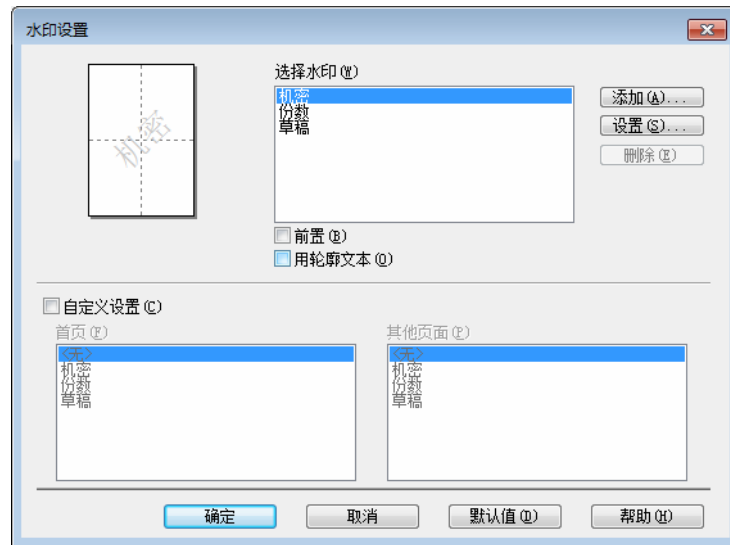 水印设置
选择水印(W)
机密
份数
草稿
添加(A)...
设置(S)...
删除(E)
机密
前置(B)
用轮廓文本(O)
自定义设置(C)
首页(F)
<无>
机密
份数
草稿
其他页面(P)
<无>
机密
份数
草稿
确定
取消
默认值(D)
帮助(H)